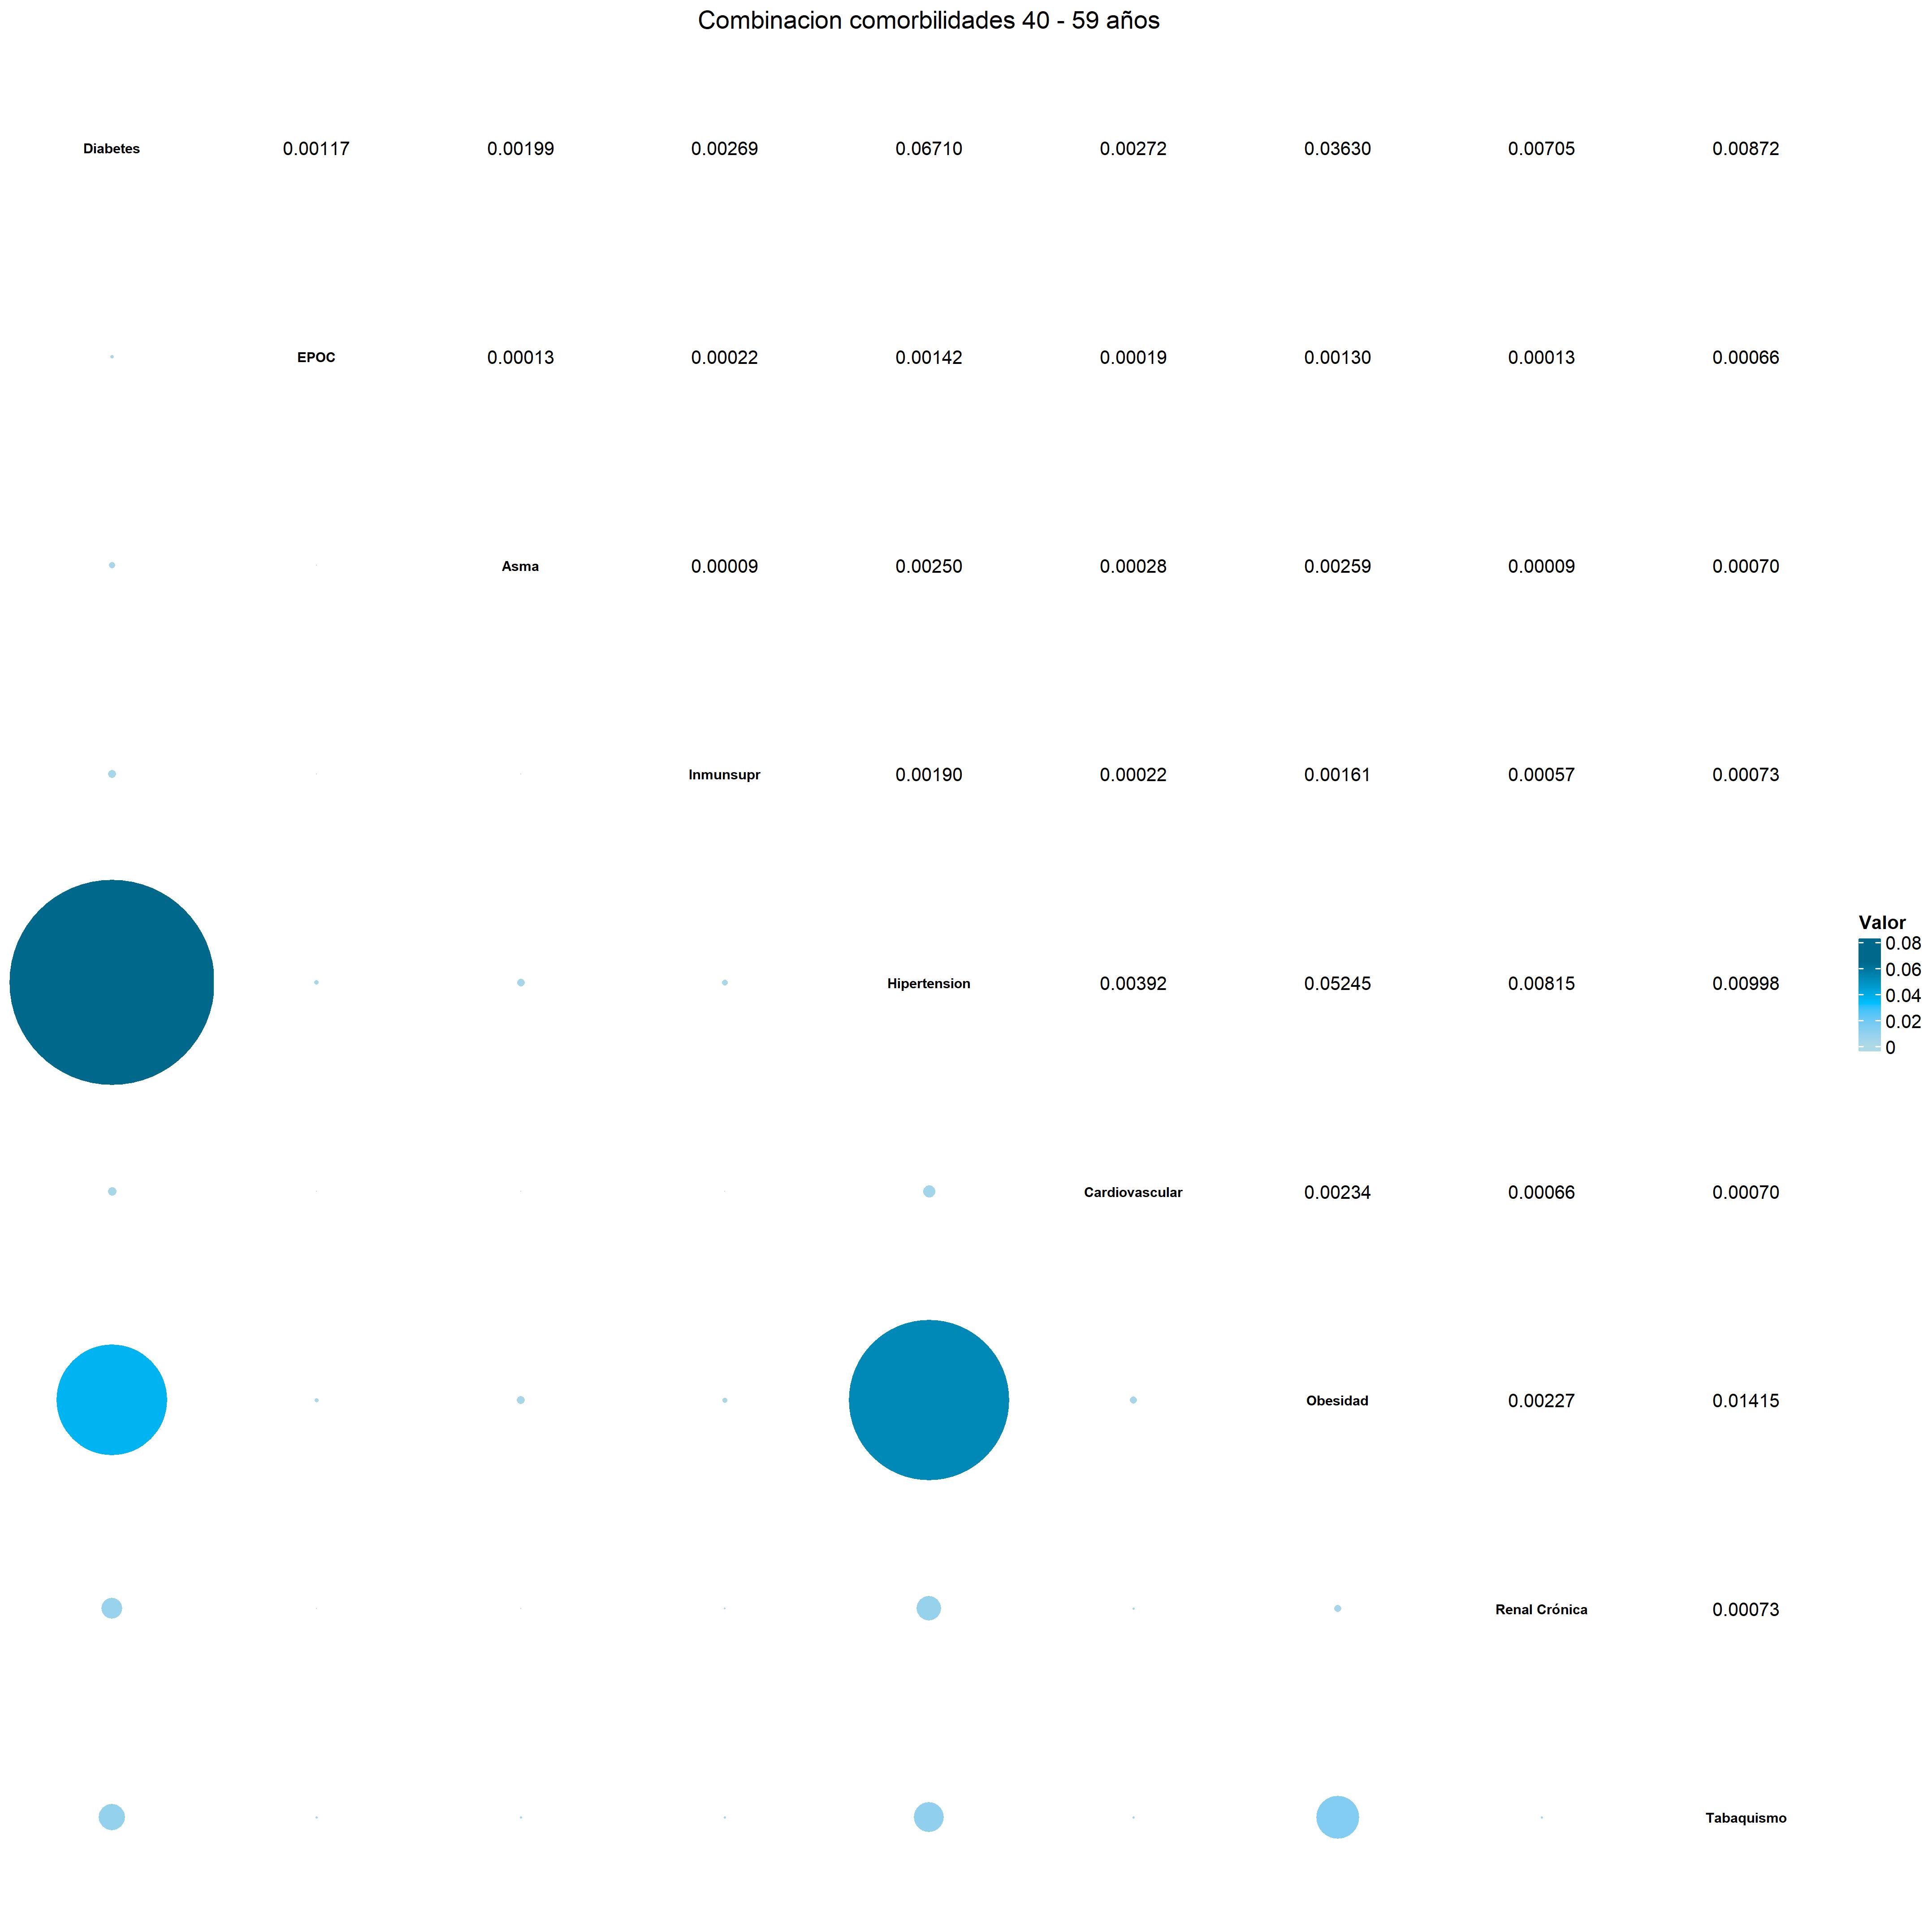 Combinacion comorbilidades 40 - 59 años
Diabetes 0.00117 0.00199 0.00269 0.06710 0.00272 0.03630 0.00705 0.00872
EPOC 0.00013 0.00022 0.00142 0.00019 0.00130 0.00013 0.00066
Asma 0.00009 0.00250 0.00028 0.00259 0.00009 0.00070
Inmunsupr 0.00190 0.00022 0.00161 0.00057 0.00073
Hipertension 0.00392 0.05245 0.00815 0.00998
Cardiovascular 0.00234 0.00066 0.00070
Obesidad 0.00227 0.01415
Renal Crónica 0.00073
Tabaquismo
Valor
0.08
0.06
0.04
0.02
0